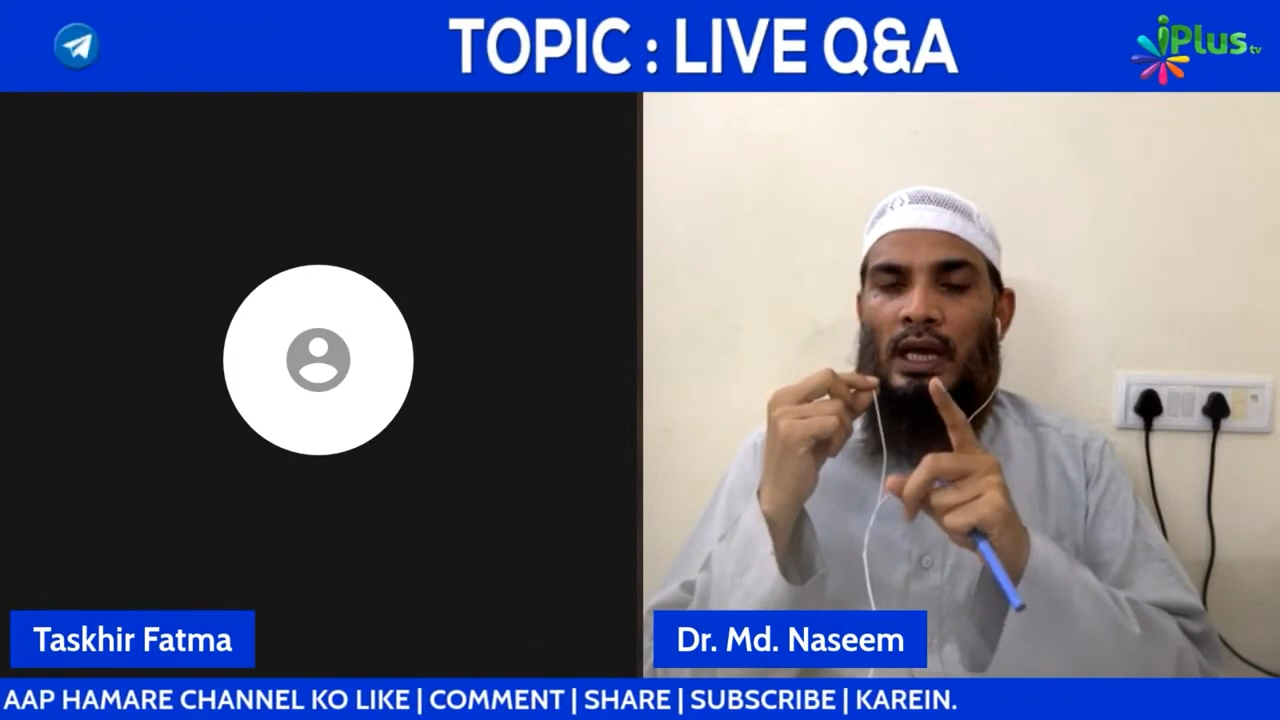 TOPIC : LIVE Q&A
iPlus tv
Taskhir Fatma
Dr. Md. Naseem
AAP HAMARE CHANNEL KO LIKE | COMMENT | SHARE | SUBSCRIBE | KAREIN.